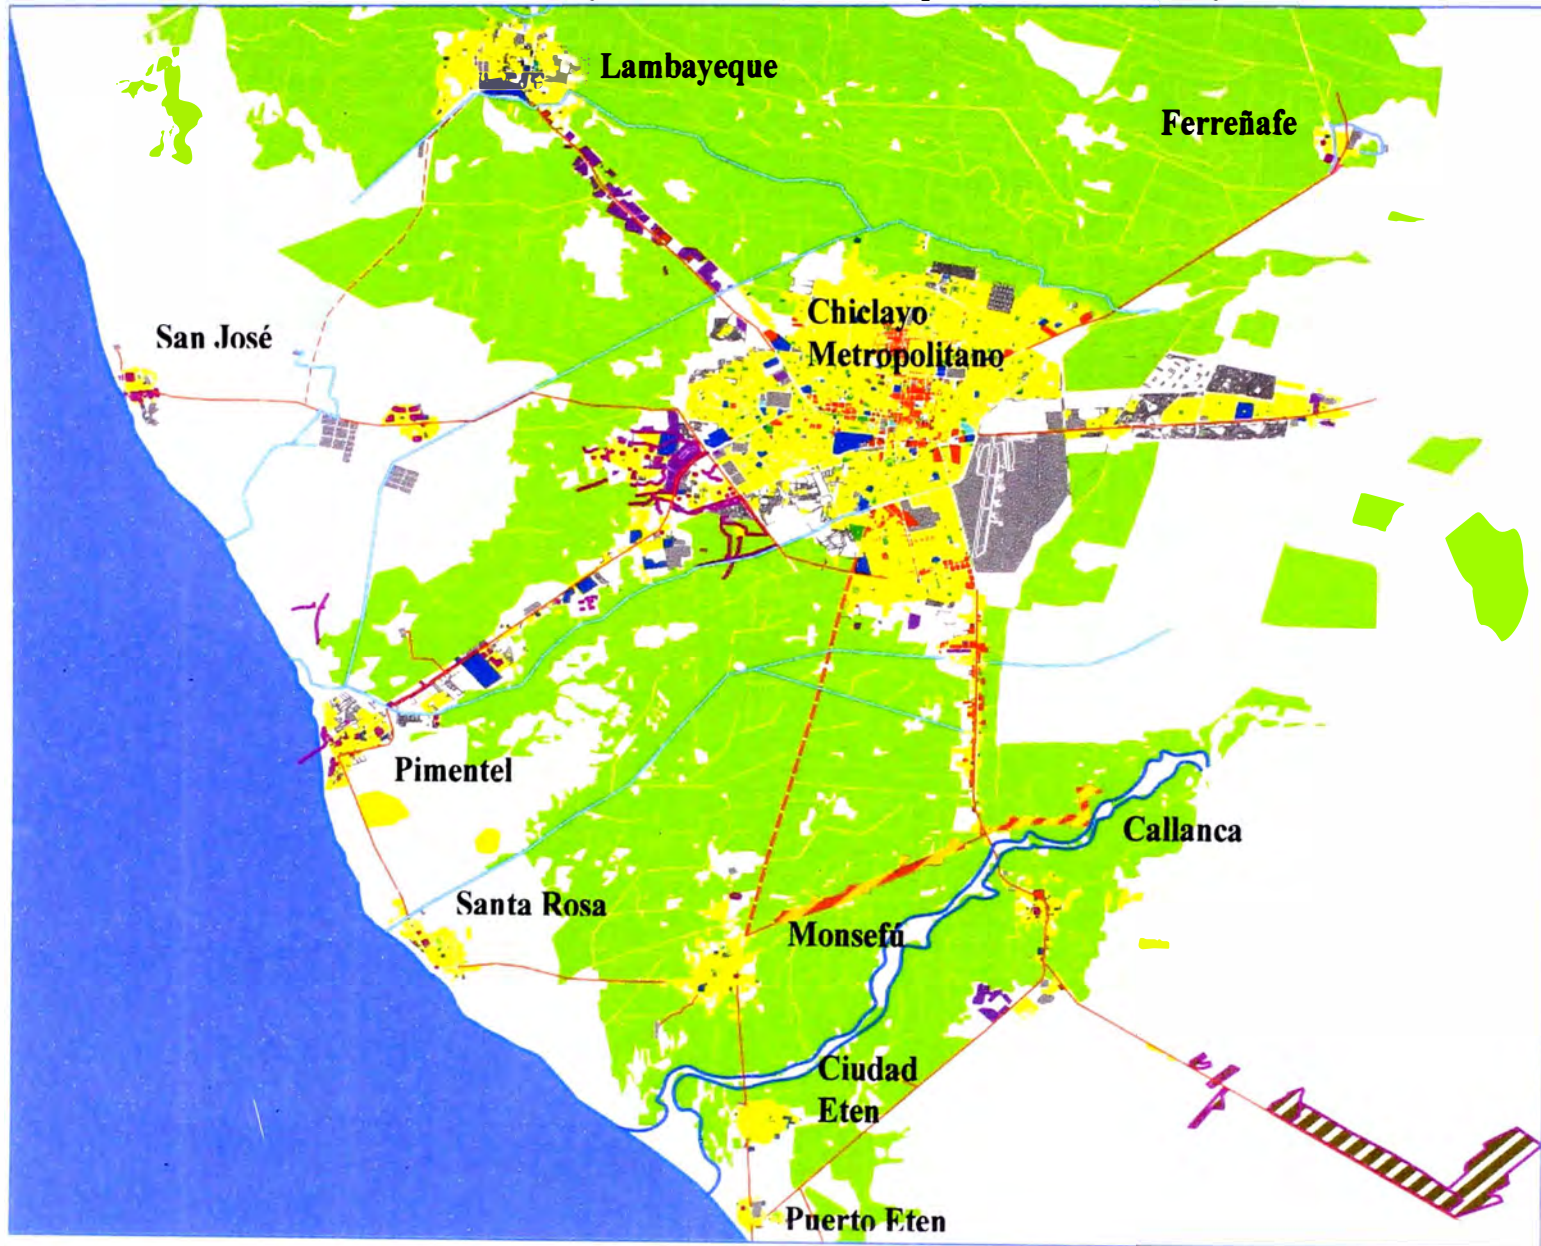 Lambayeque
Ferreñafe
Chiclayo
Metropolitano
San José
Pimentel
Callanca
Santa Rosa
Monsefú
Ciudad
Eten
Puerto Eten